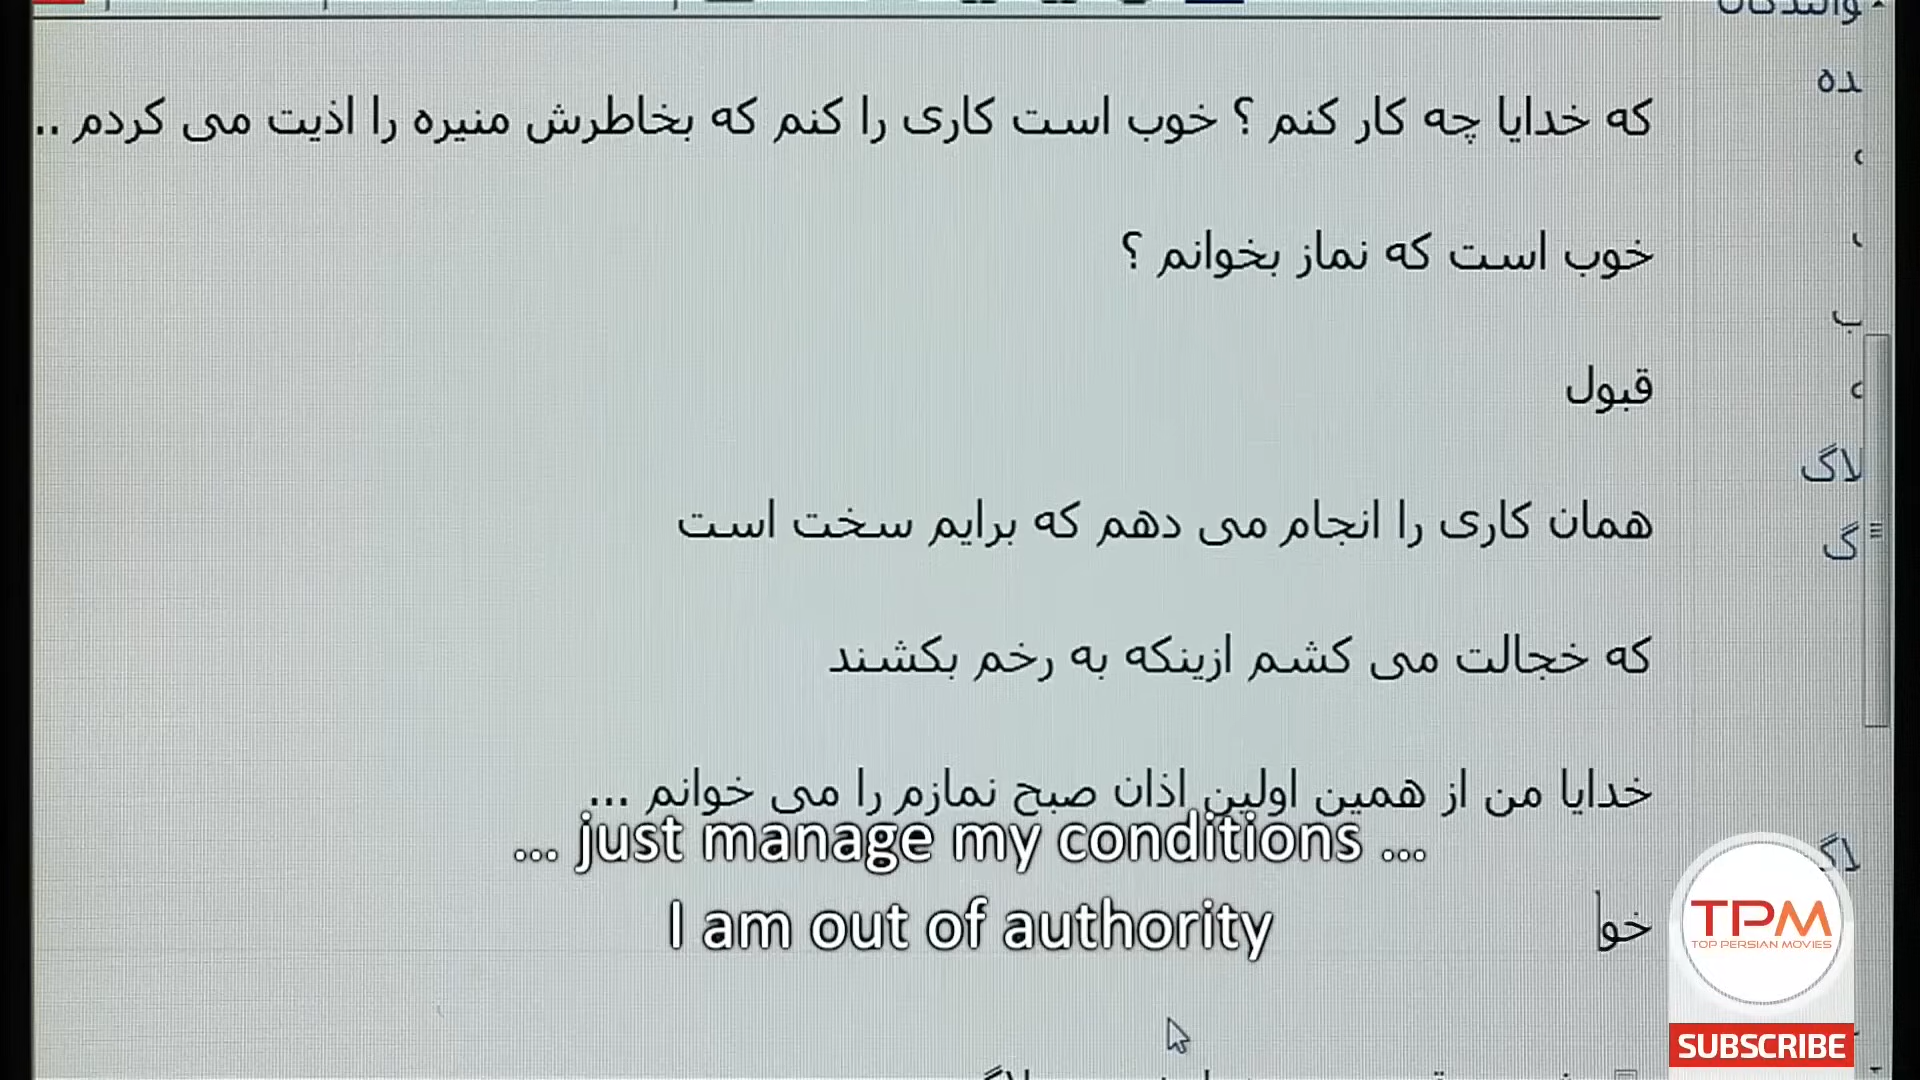 که خدایا چه کار کنم ؟ خوب است کاری را کنم که بخاطرش منیره را اذیت می کردم ..
خوب است که نماز بخوانم ؟
قبول
همان کاری را انجام می دهم که برایم سخت است
که خجالت می کشم ازینکه به رخم بکشند
خدایا من از همین اولین اذان صبح نمازم را می خوانم ...
... just manage my conditions ...
I am out of authority
خوا
TPM
TOP PERSIAN MOVIES
SUBSCRIBE